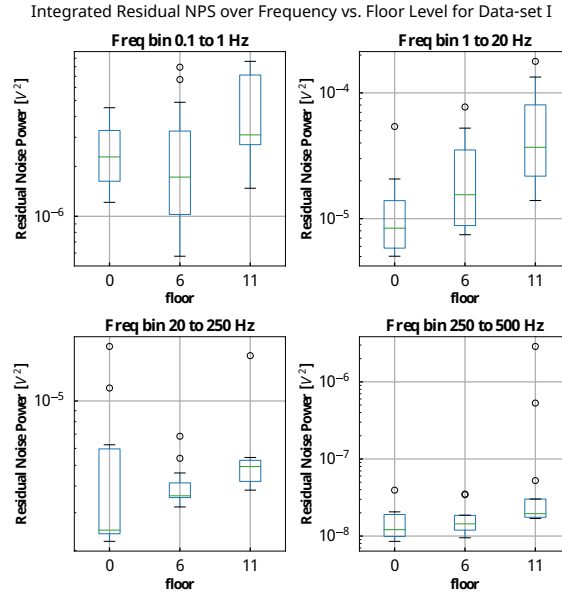 Integrated Residual NPS over Frequency vs. Floor Level for Data-set I
Freq bin 0.1 to 1 Hz
Residual Noise Power [V²]
10⁻⁶
0 6 11
floor
Freq bin 1 to 20 Hz
Residual Noise Power [V²]
10⁻⁴
10⁻⁵
0 6 11
floor
Freq bin 20 to 250 Hz
Residual Noise Power [V²]
10⁻⁵
0 6 11
floor
Freq bin 250 to 500 Hz
Residual Noise Power [V²]
10⁻⁶
10⁻⁷
10⁻⁸
0 6 11
floor